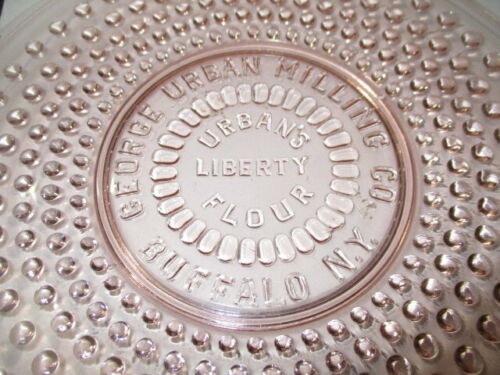 GEORGE URBAN MILLING CO
BUFFALO N.Y.
URBAN'S
LIBERTY
FLOUR